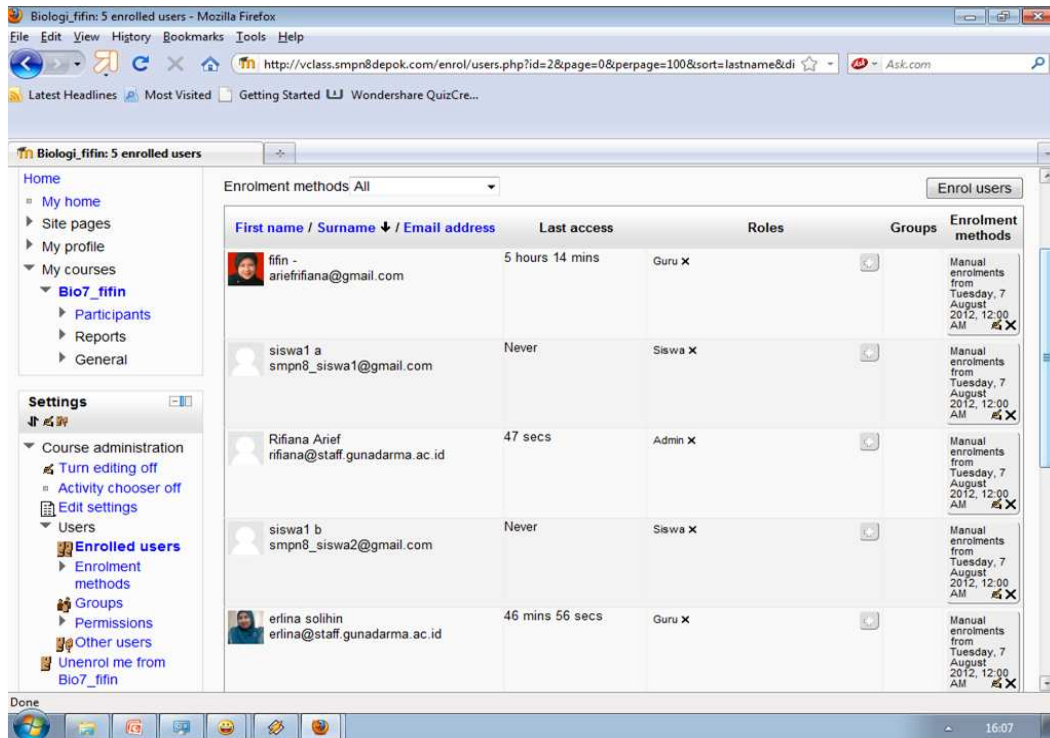 Biologi_fifin: 5 enrolled users - Mozilla Firefox
File Edit View History Bookmarks Tools Help
http://vclass.smpn8depok.com/enrol/users.php?id=2&page=0&perpage=100&sort=lastname&di
Ask.com
Latest Headlines Most Visited Getting Started Wondershare QuizCre...
Biologi_fifin: 5 enrolled users
Home
My home
Site pages
My profile
My courses
Bio7_fifin
Participants
Reports
General
Settings
Course administration
Turn editing off
Activity chooser off
Edit settings
Users
Enrolled users
Enrolment
methods
Groups
Permissions
Other users
Unenrol me from
Bio7_fifin
Enrolment methods All
Enrol users
First name / Surname / Email address Last access Roles Groups Enrolment
methods
fifin -
ariefrifiana@gmail.com
5 hours 14 mins
Guru
Manual
enrolments
from
Tuesday, 7
August
2012, 12:00
AM
siswa1 a
smpn8_siswa1@gmail.com
Never
Siswa
Manual
enrolments
from
Tuesday, 7
August
2012, 12:00
AM
Rifiana Arief
rifiana@staff.gunadarma.ac.id
47 secs
Admin
Manual
enrolments
from
Tuesday, 7
August
2012, 12:00
AM
siswa1 b
smpn8_siswa2@gmail.com
Never
Siswa
Manual
enrolments
from
Tuesday, 7
August
2012, 12:00
AM
erlina solihin
erlina@staff.gunadarma.ac.id
46 mins 56 secs
Guru
Manual
enrolments
from
Tuesday, 7
August
2012, 12:00
AM
Done
16:07